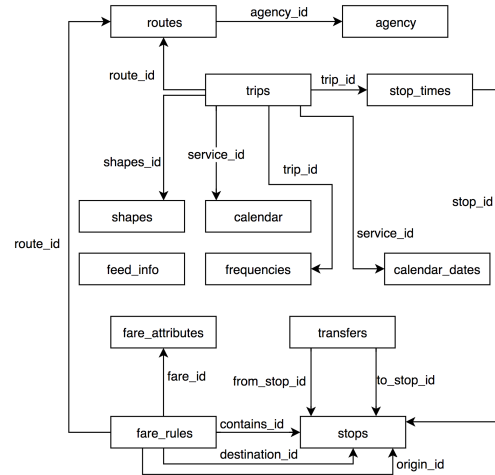 agency_id
routes
agency
route_id
trip_id
trips
stop_times
shapes_id
service_id
trip_id
stop_id
shapes
calendar
route_id
service_id
feed_info
frequencies
calendar_dates
fare_attributes
transfers
fare_id
from_stop_id
to_stop_id
contains_id
fare_rules
stops
destination_id
origin_id